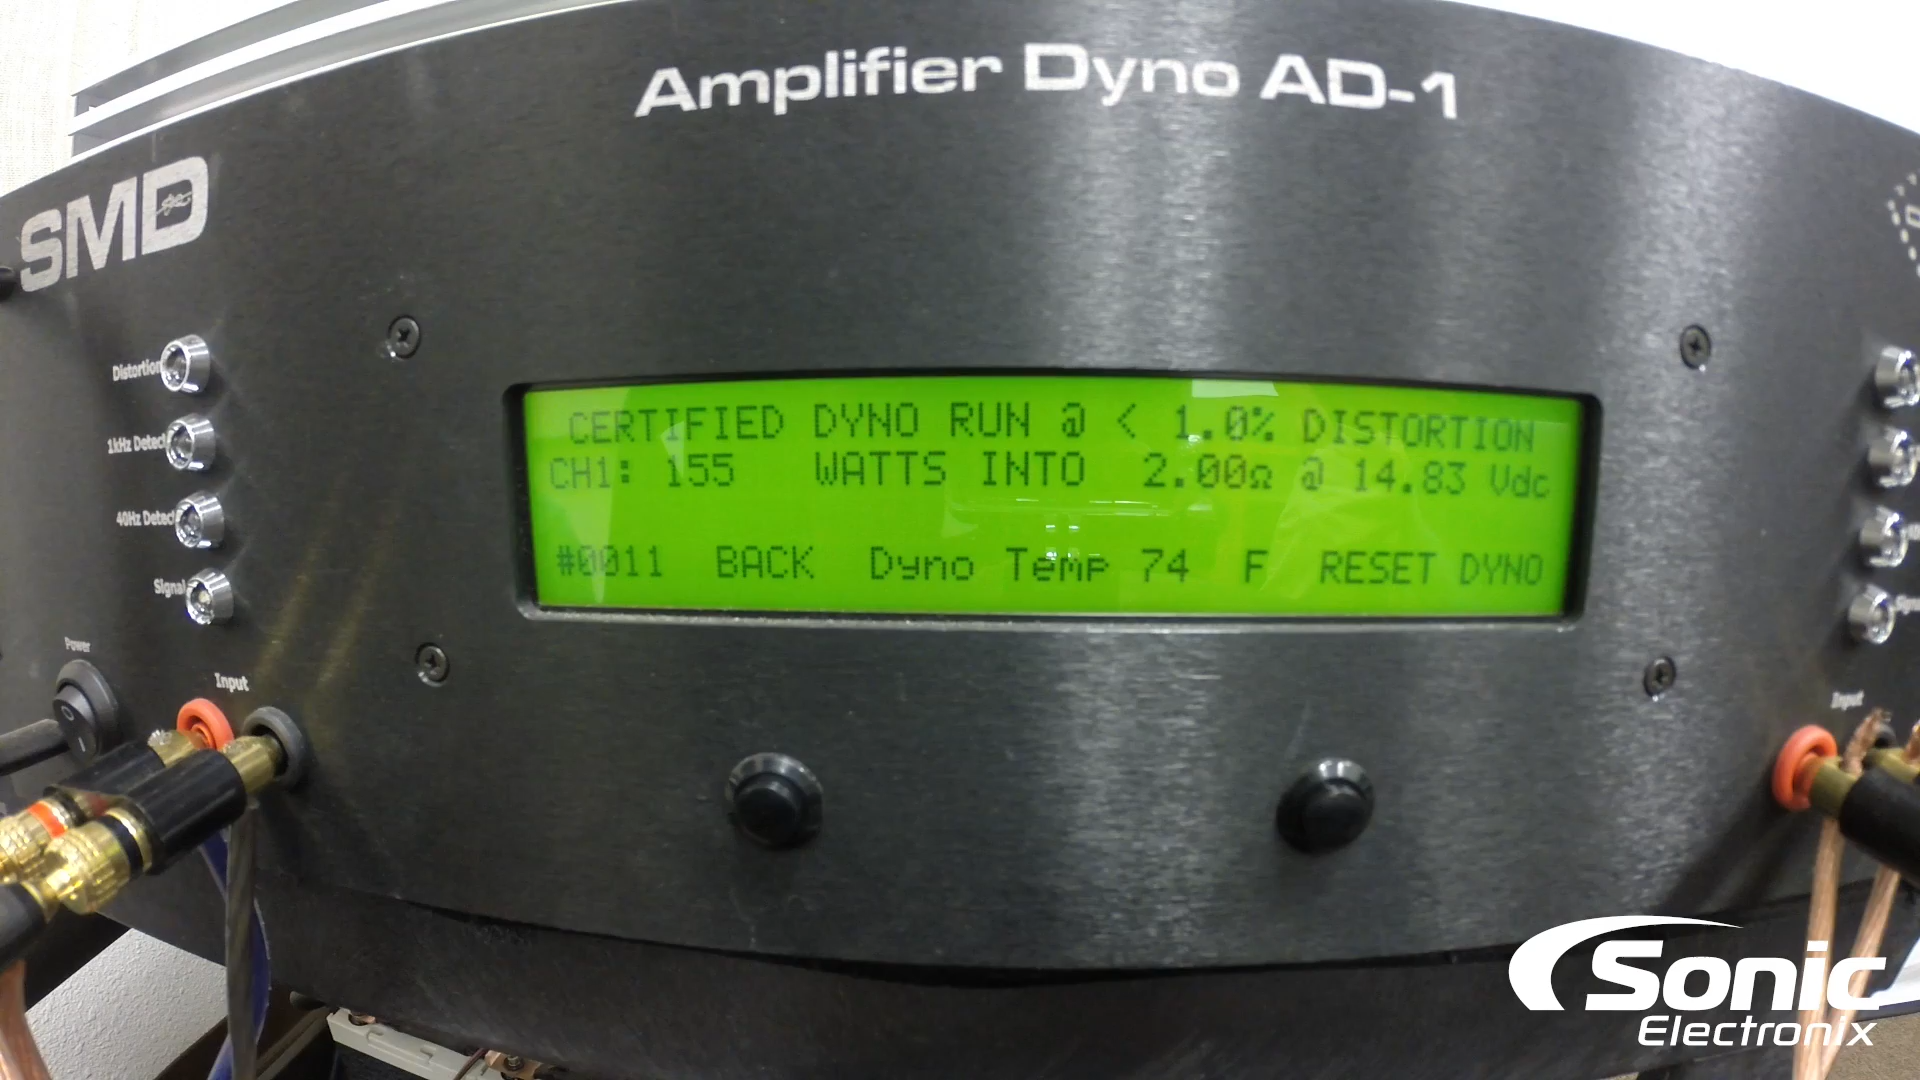 Amplifier Dyno AD-1
SMD
Distortion
1kHz Detect
40Hz Detect
Signal
Power
Input
CERTIFIED DYNO RUN @ < 1.0% DISTORTION
CH1: 155 WATTS INTO 2.00Ω @ 14.83 Vdc
#0011 BACK Dyno Temp 74 F RESET DYNO
Input
Sonic
Electronix